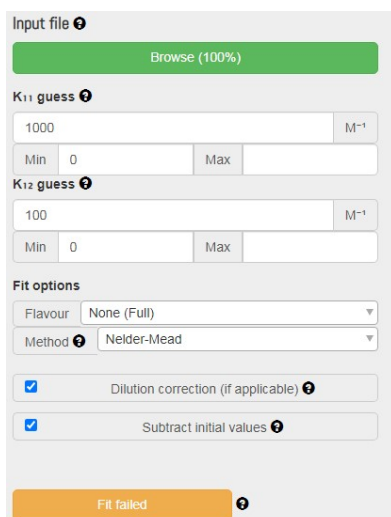 Input file
Browse (100%)
K₁₁ guess
1000 M⁻¹
Min 0 Max
K₁₂ guess
100 M⁻¹
Min 0 Max
Fit options
Flavour None (Full)
Method Nelder-Mead
Dilution correction (if applicable)
Subtract initial values
Fit failed